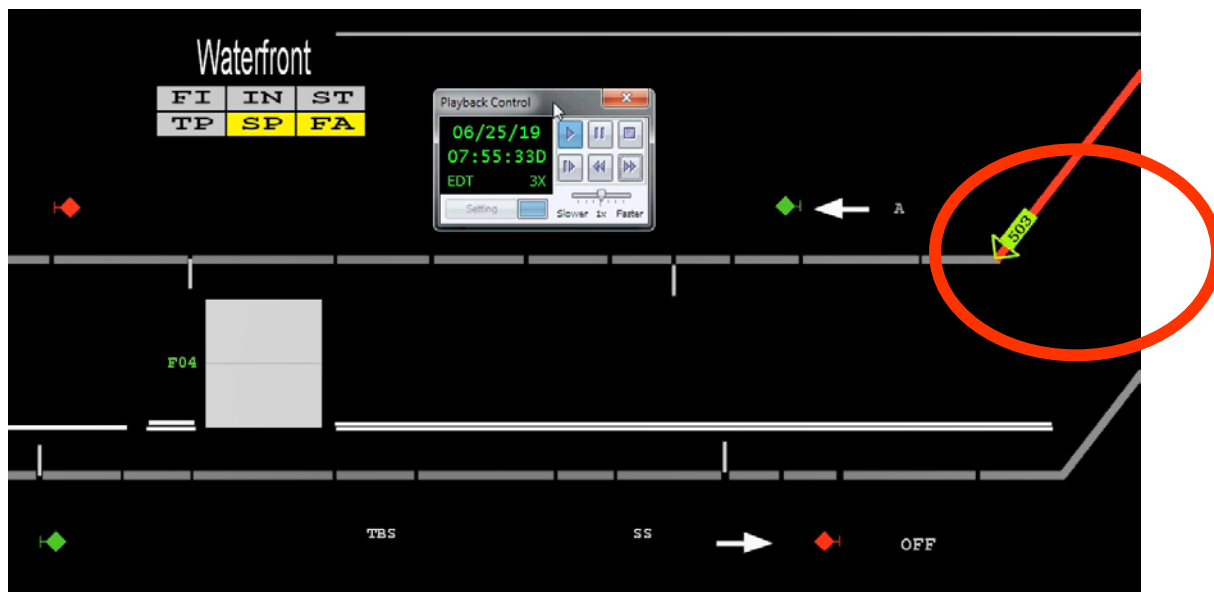 Waterfront
FI IN ST
TP SP FA
Playback Control
06/25/19
07:55:33D
EDT 3X
Setting
Slower 1x Faster
A
503
F04
TBS
SS
OFF